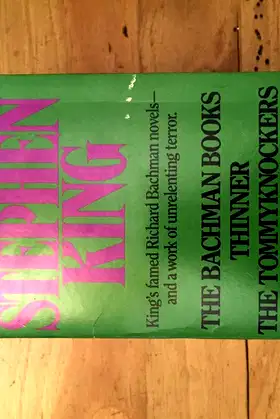 STEPHEN
KING
King's famed Richard Bachman novels—
and a work of unrelenting terror.
THE BACHMAN BOOKS
THINNER
THE TOMMYKNOCKERS